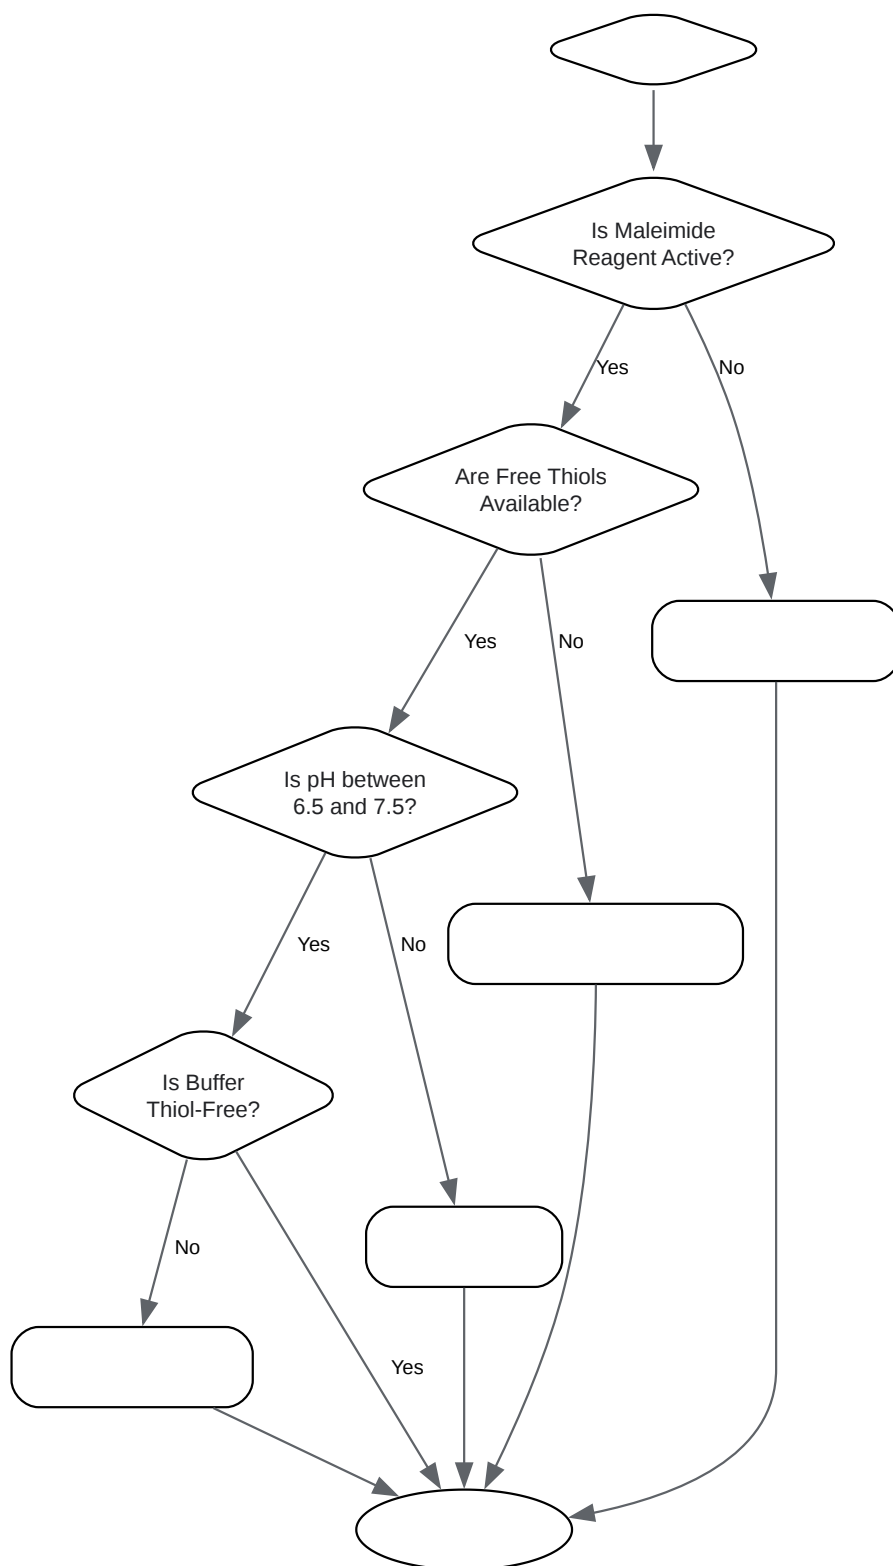 Is Maleimide
Reagent Active?
Yes
No
Are Free Thiols
Available?
Yes
No
Is pH between
6.5 and 7.5?
Yes
No
Is Buffer
Thiol-Free?
No
Yes